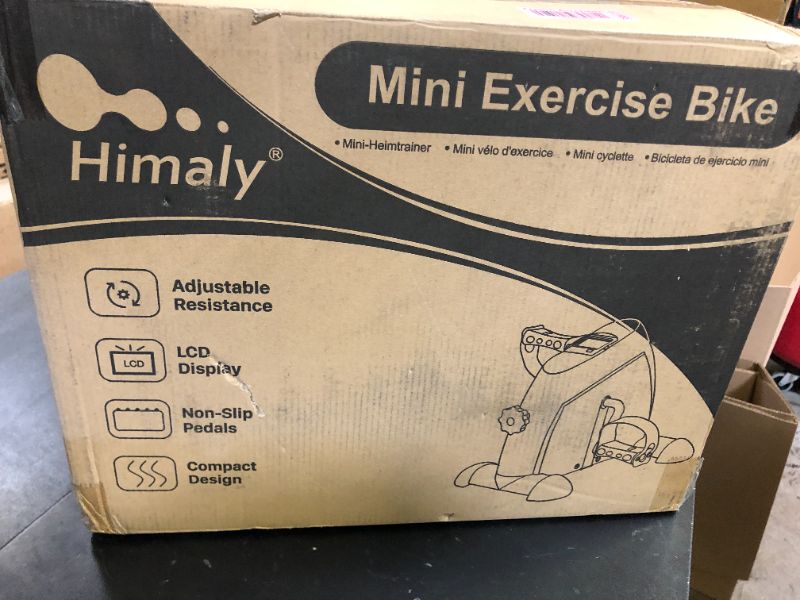 Himaly®
Mini Exercise Bike
• Mini-Heimtrainer • Mini vélo d'exercice • Mini cyclette • Bicicleta de ejercicio mini
Adjustable
Resistance
LCD
LCD
Display
Non-Slip
Pedals
Compact
Design